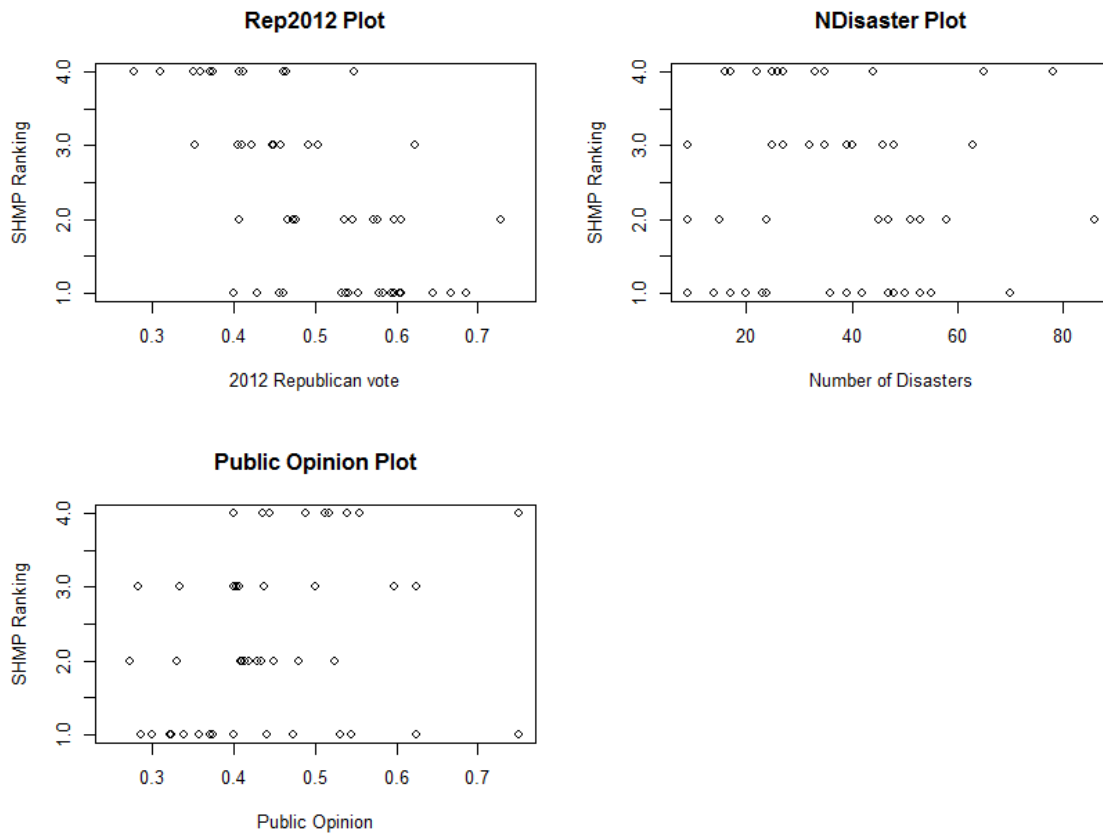 Rep2012 Plot
SHMP Ranking
4.0
3.0
2.0
1.0
0.3 0.4 0.5 0.6 0.7
2012 Republican vote
NDisaster Plot
SHMP Ranking
4.0
3.0
2.0
1.0
20 40 60 80
Number of Disasters
Public Opinion Plot
SHMP Ranking
4.0
3.0
2.0
1.0
0.3 0.4 0.5 0.6 0.7
Public Opinion